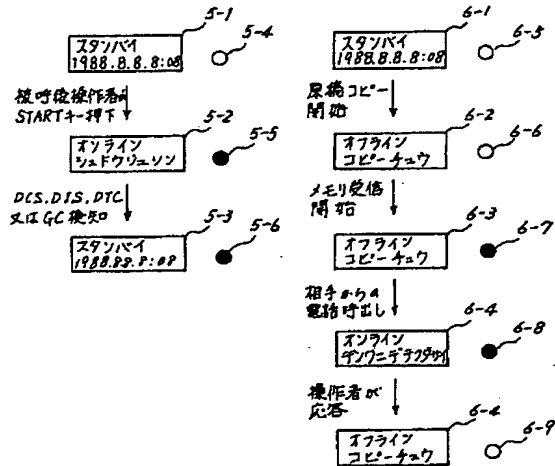 5-1
スタンバイ
1988.8.8.8:08
5-4
被呼後操作者の
STARTキー押下
5-2
オンライン
シュドウジュシン
5-5
DCS、DIS、DTC
又はGC検知
5-3
スタンバイ
1988.88.8:08
5-6
6-1
スタンバイ
1988.8.8.8:08
6-5
原稿コピー
開始
6-2
オフライン
コピーチュウ
6-6
メモリ受信
開始
6-3
オフライン
コピーチュウ
6-7
相手からの
電話呼出し
6-4
オンライン
デンワニデテクダサイ
6-8
操作者が
応答
6-4
オフライン
コピーチュウ
6-9